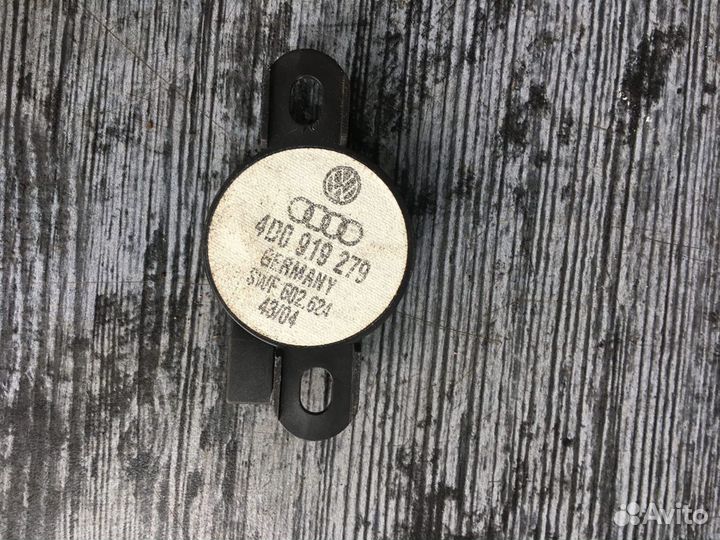 4D0 919 279
GERMANY
SWF 602.624
43/04
Avito